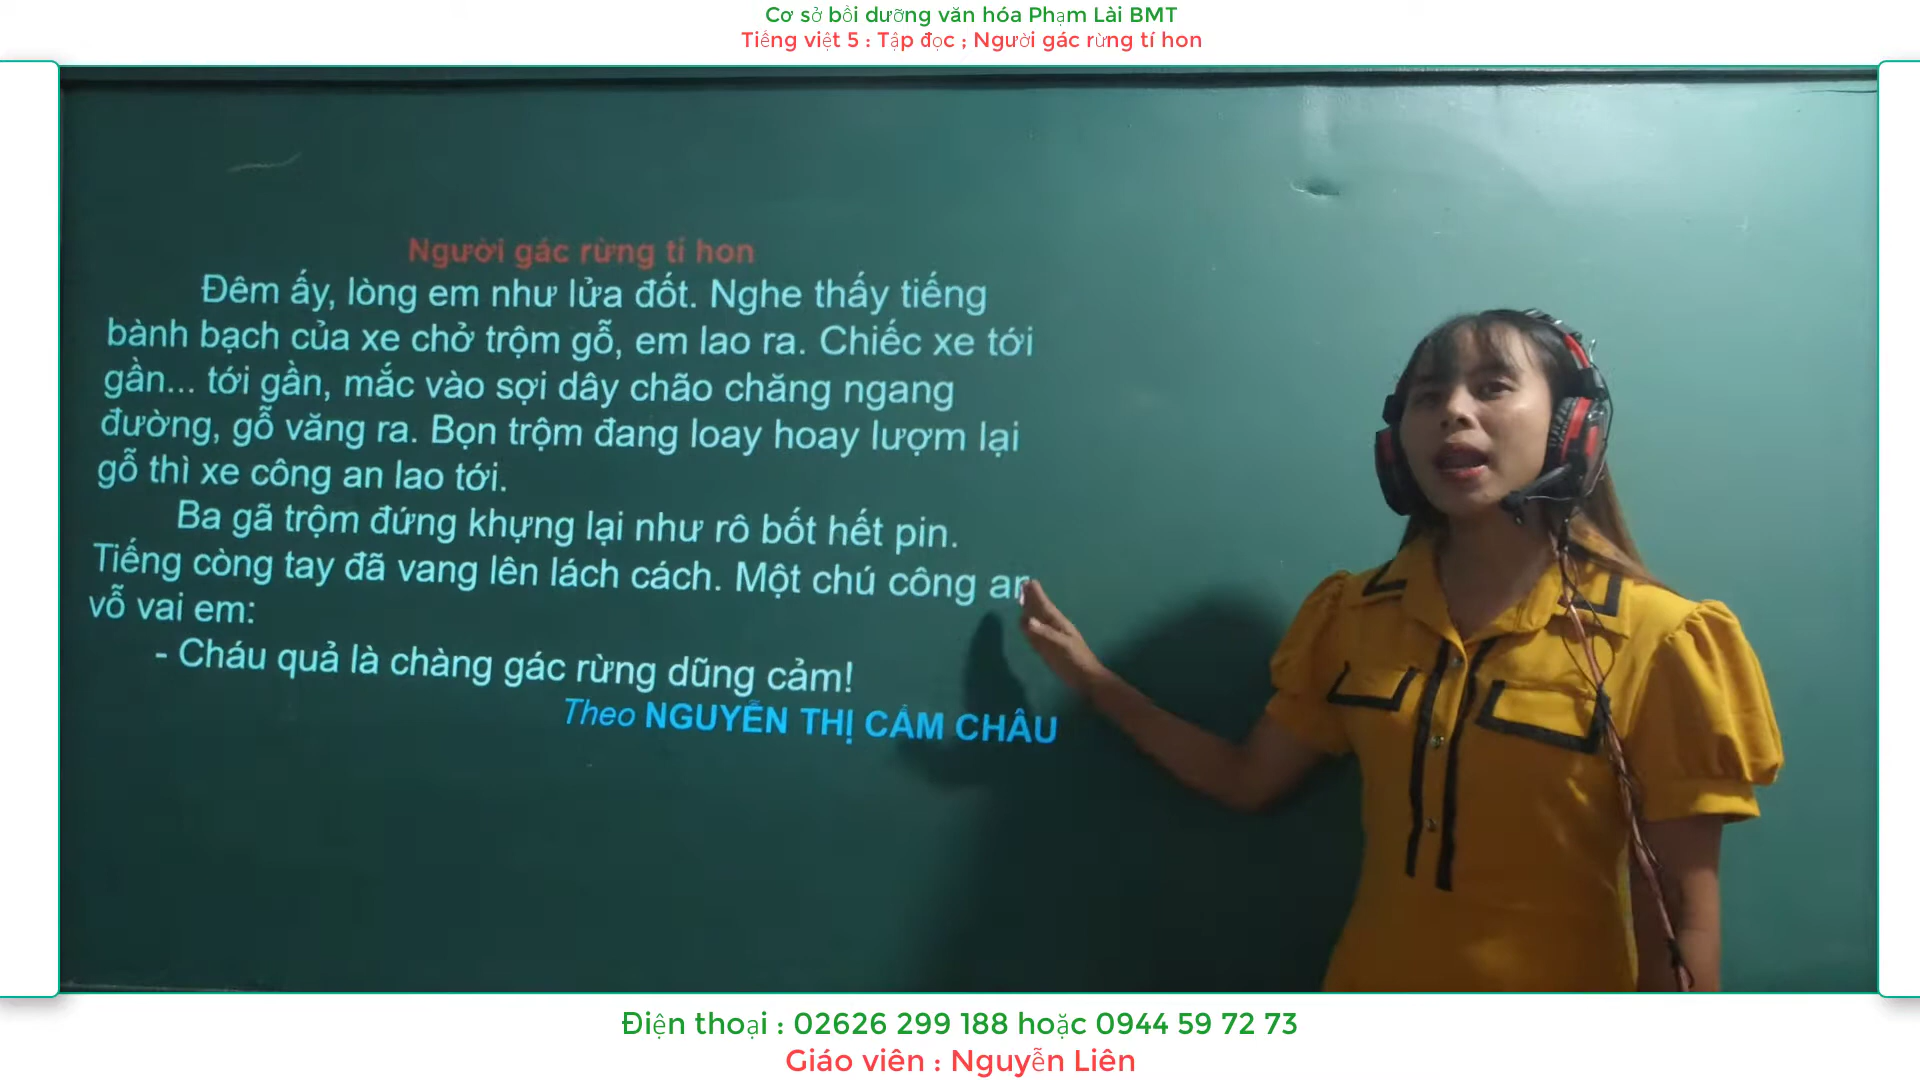 Cơ sở bồi dưỡng văn hóa Phạm Lài BMT
Tiếng việt 5 : Tập đọc ; Người gác rừng tí hon
Người gác rừng tí hon
Đêm ấy, lòng em như lửa đốt. Nghe thấy tiếng
bành bạch của xe chở trộm gỗ, em lao ra. Chiếc xe tới
gần... tới gần, mắc vào sợi dây chão chăng ngang
đường, gỗ văng ra. Bọn trộm đang loay hoay lượm lại
gỗ thì xe công an lao tới.
Ba gã trộm đứng khựng lại như rô bốt hết pin.
Tiếng còng tay đã vang lên lách cách. Một chú công an
vỗ vai em:
- Cháu quả là chàng gác rừng dũng cảm!
Theo NGUYỄN THỊ CẨM CHÂU
Điện thoại : 02626 299 188 hoặc 0944 59 72 73
Giáo viên : Nguyễn Liên